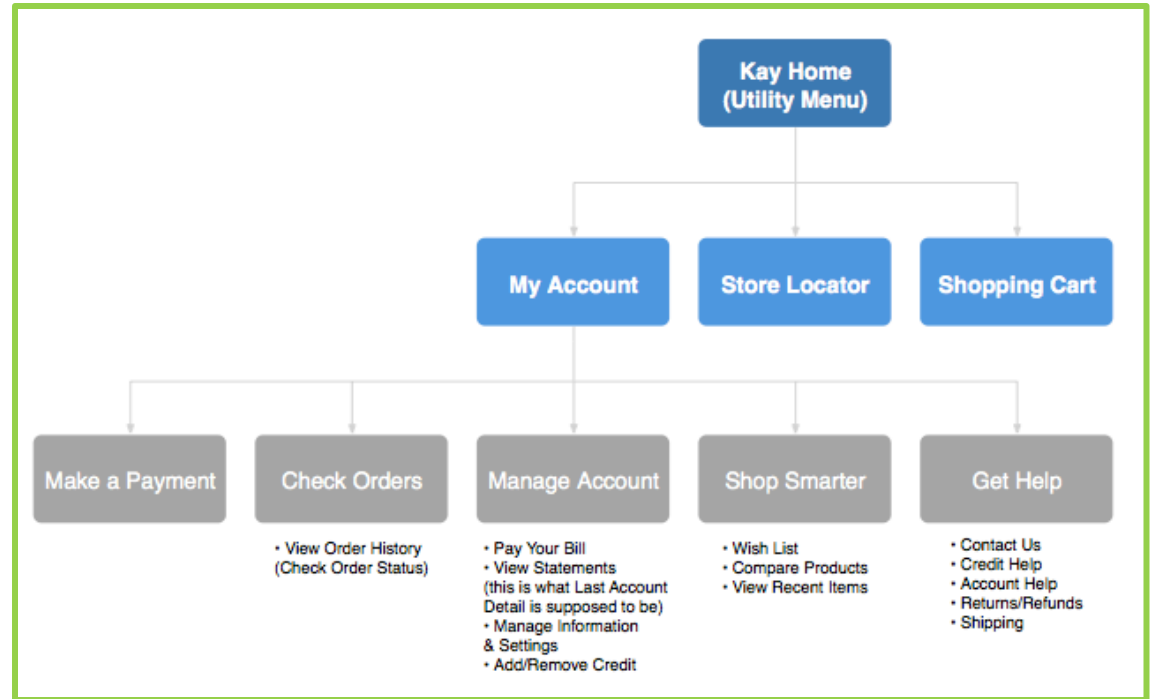 Kay Home
(Utility Menu)
My Account
Store Locator
Shopping Cart
Make a Payment
Check Orders
Manage Account
Shop Smarter
Get Help
• View Order History
(Check Order Status)
• Pay Your Bill
• View Statements
(this is what Last Account
Detail is supposed to be)
• Manage Information
& Settings
• Add/Remove Credit
• Wish List
• Compare Products
• View Recent Items
• Contact Us
• Credit Help
• Account Help
• Returns/Refunds
• Shipping